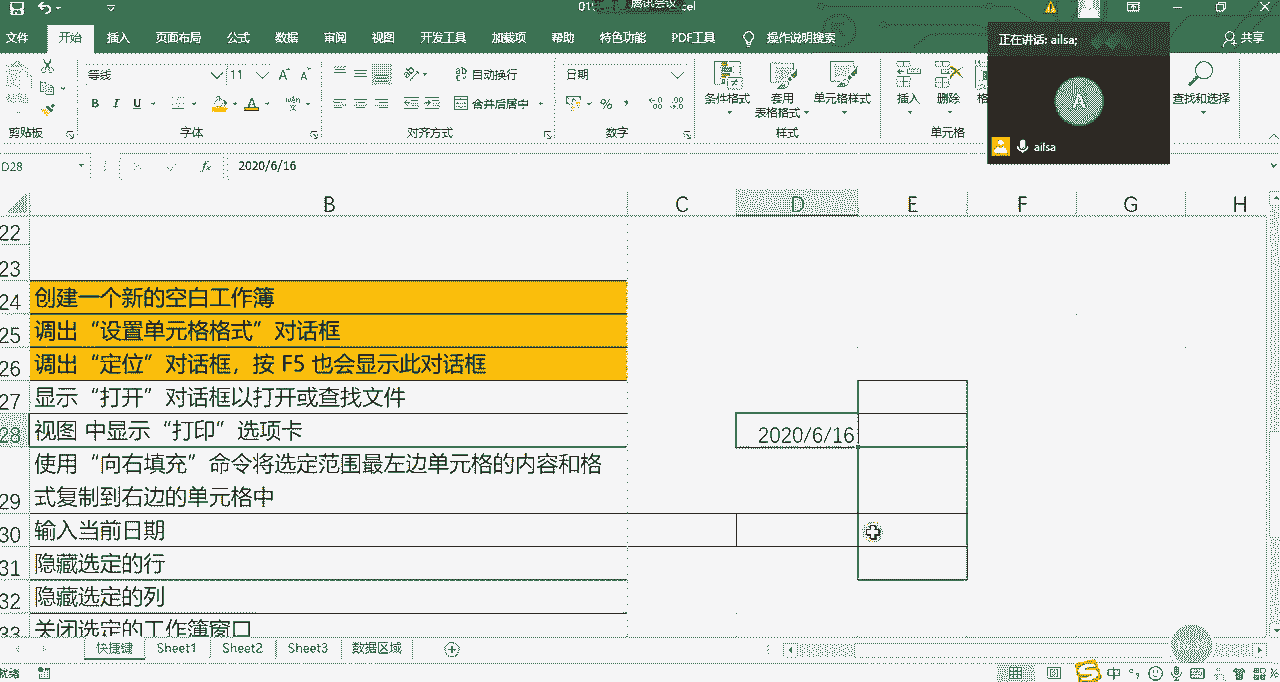 腾讯会议
01
cel
文件 开始 插入 页面布局 公式 数据 审阅 视图 开发工具 加载项 帮助 特色功能 PDF工具 操作说明搜索 共享
正在讲话: ailsa;
等线 11 自动换行 日期 条件格式 套用 单元格样式 插入 删除 格 查找和选择
B I U 合并后居中 % 表格格式
剪贴板 字体 对齐方式 数字 样式 单元格
A
ailsa
D28 fx 2020/6/16
B C D E F G H
22
23
24 创建一个新的空白工作簿
25 调出“设置单元格格式”对话框
26 调出“定位”对话框，按 F5 也会显示此对话框
27 显示“打开”对话框以打开或查找文件
28 视图 中显示“打印”选项卡 2020/6/16
使用“向右填充”命令将选定范围最左边单元格的内容和格
29 式复制到右边的单元格中
30 输入当前日期
31 隐藏选定的行
32 隐藏选定的列
33 关闭选定的工作簿窗口
快捷键 Sheet1 Sheet2 Sheet3 数据区域
就绪 中